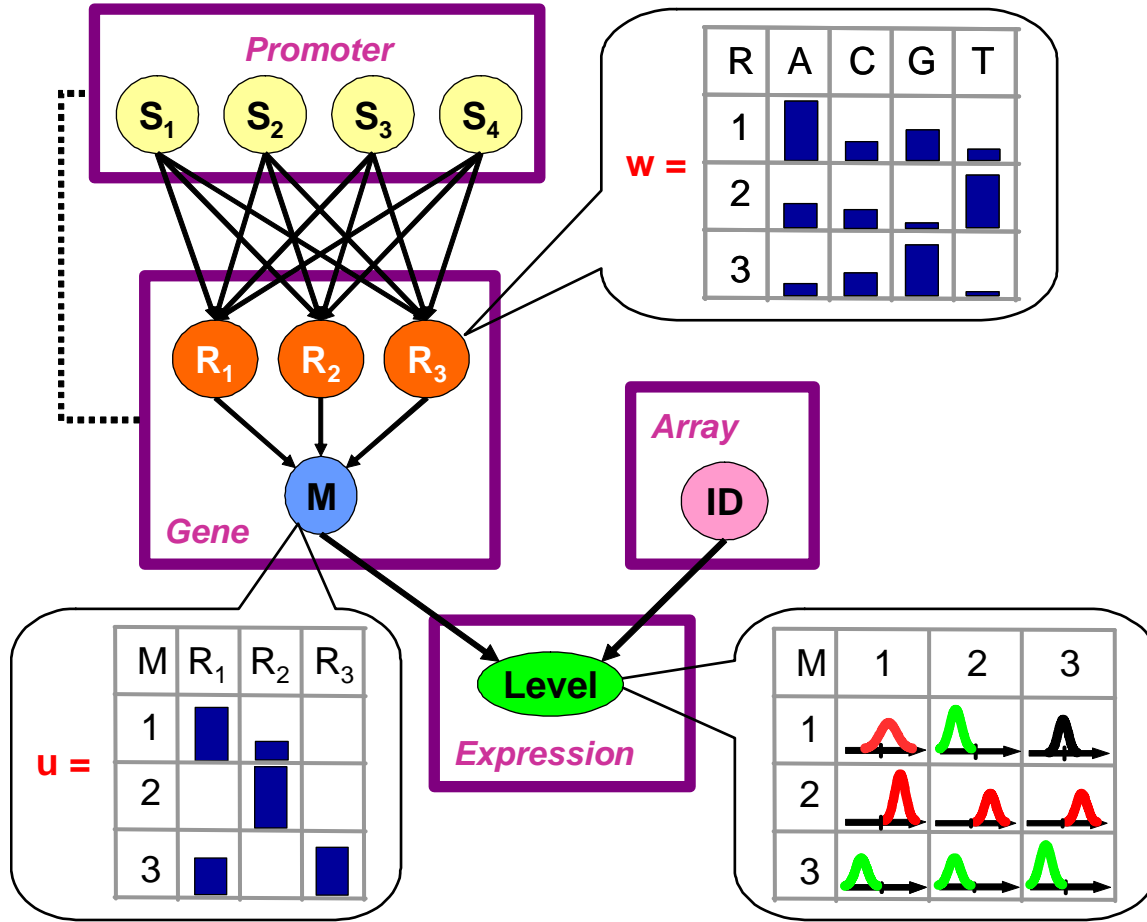 Promoter
S1 S2 S3 S4
w =
R A C G T
1
2
3
R1 R2 R3
M
Gene
Array
ID
Level
Expression
u =
M R1 R2 R3
1
2
3
M 1 2 3
1
2
3